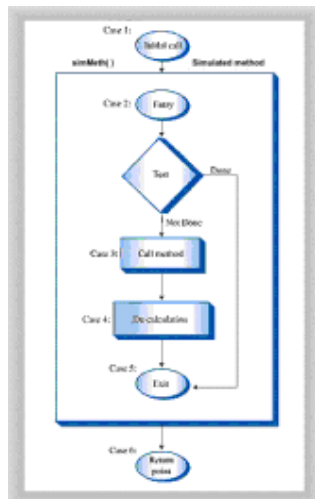 Case 1:
Initial call
simMeth( )
Simulated method
Case 2:
Entry
Test
Done
Not Done
Case 3:
Call method
Case 4:
Do calculation
Case 5:
Exit
Case 6:
Return
point